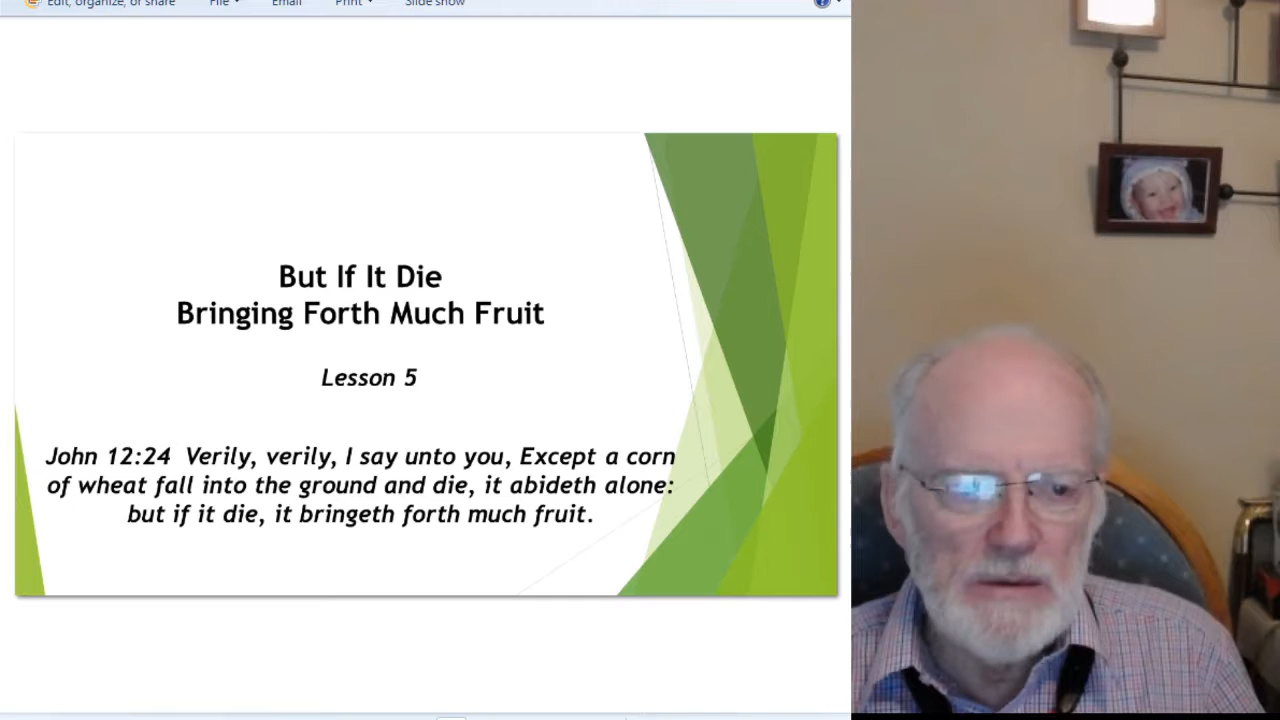 Edit, organize, or share File Email Print Slide show
But If It Die
Bringing Forth Much Fruit
Lesson 5
John 12:24 Verily, verily, I say unto you, Except a corn
of wheat fall into the ground and die, it abideth alone:
but if it die, it bringeth forth much fruit.